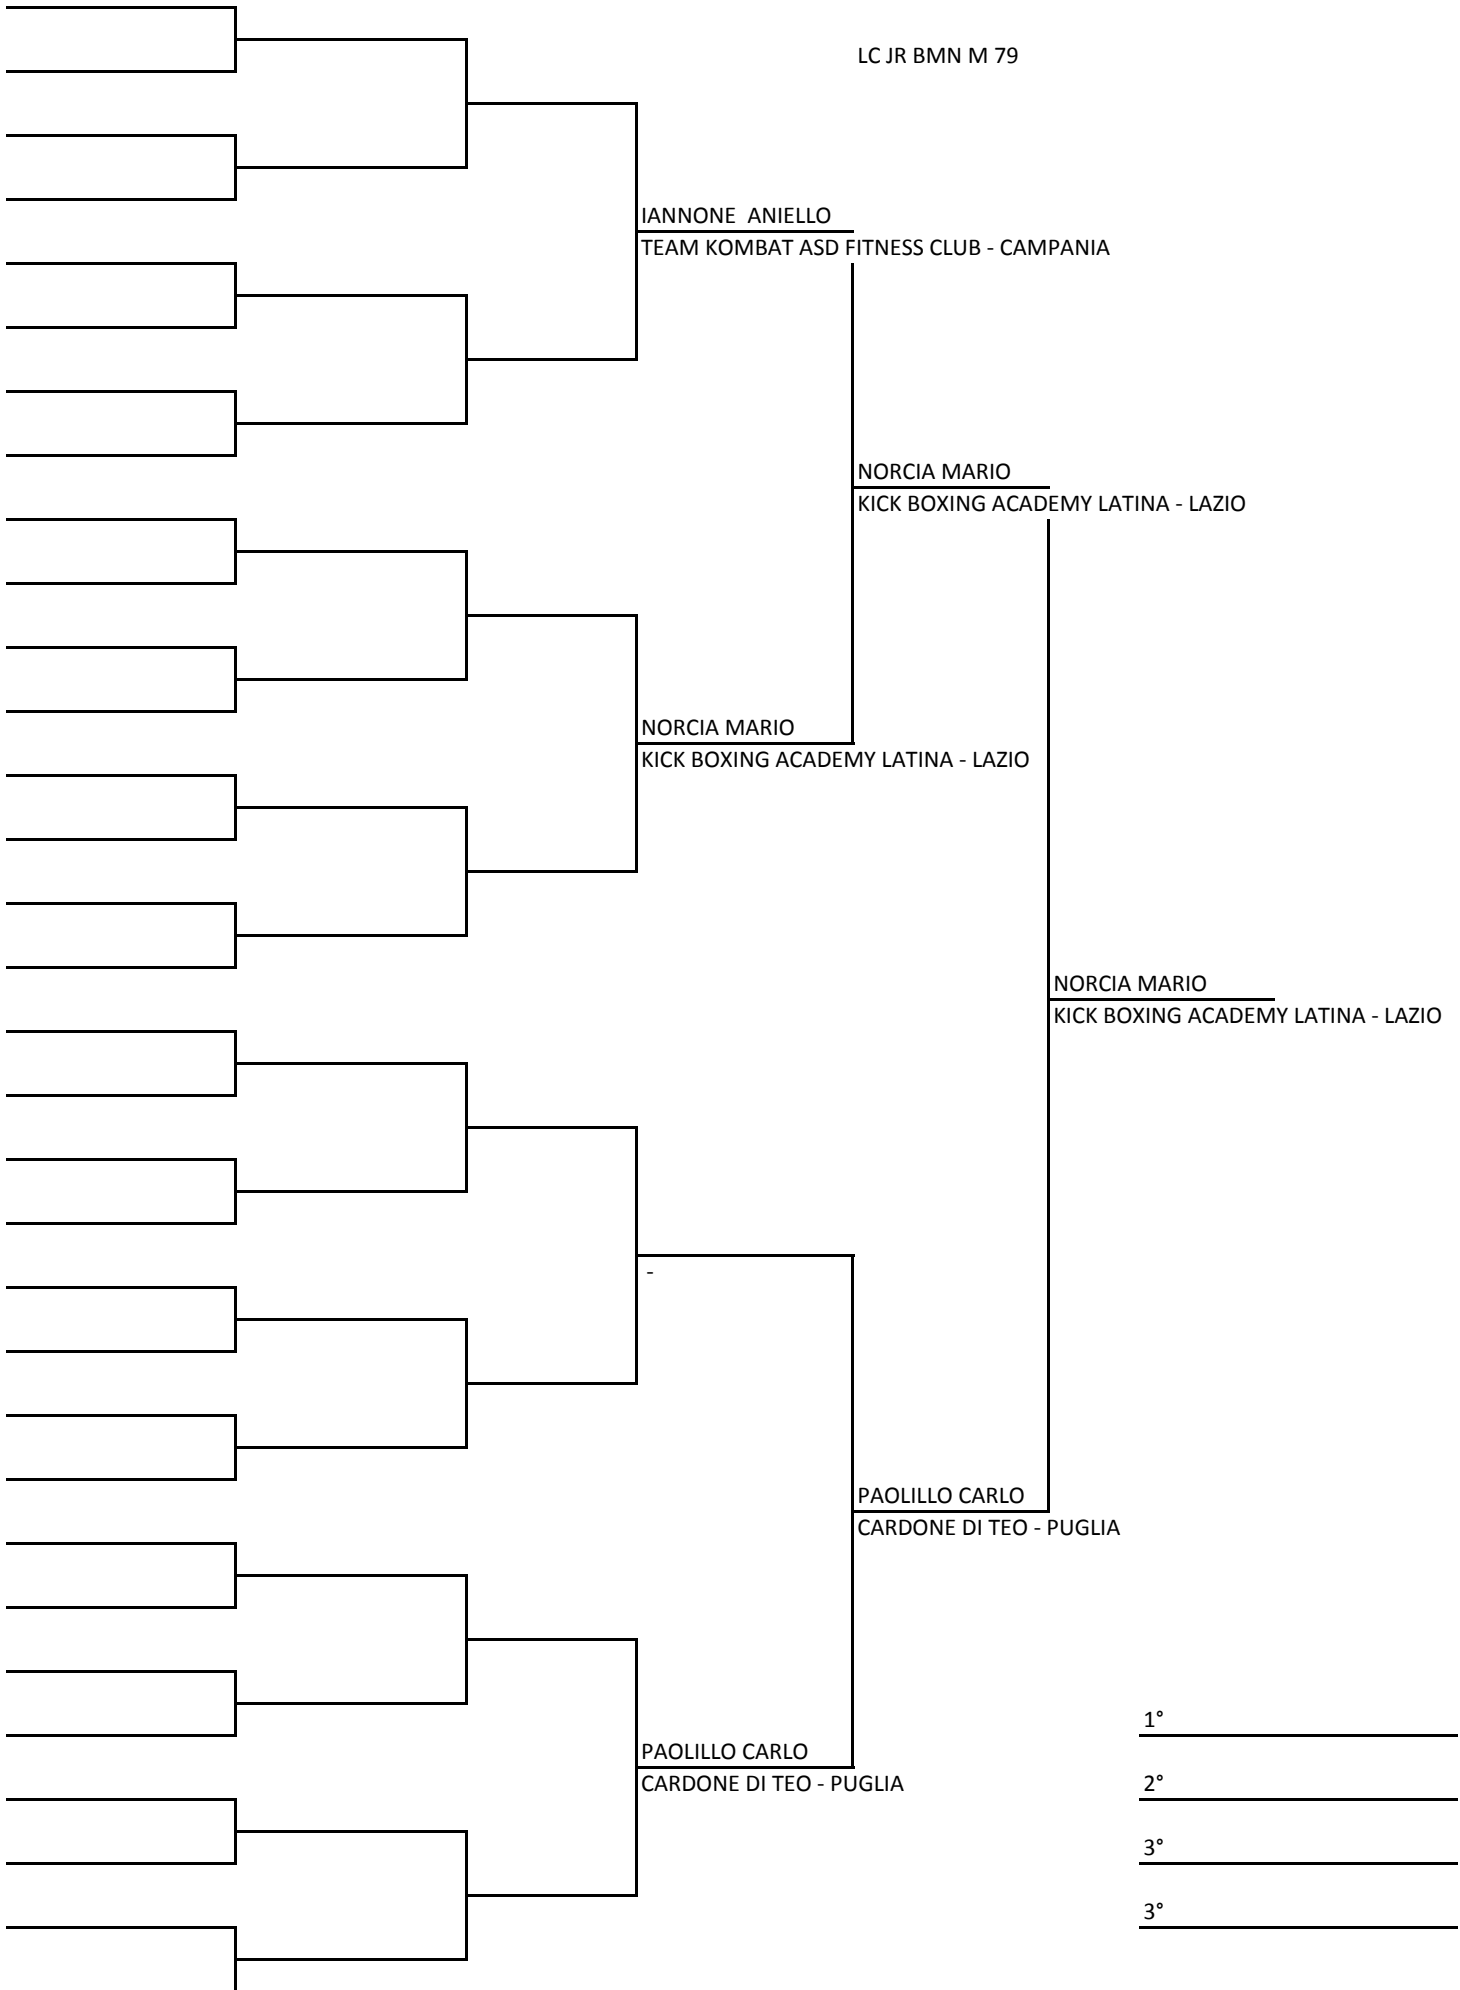 LC JR BMN M 79
IANNONE  ANIELLO
TEAM KOMBAT ASD FITNESS CLUB - CAMPANIA
NORCIA MARIO
KICK BOXING ACADEMY LATINA - LAZIO
NORCIA MARIO
KICK BOXING ACADEMY LATINA - LAZIO
NORCIA MARIO
KICK BOXING ACADEMY LATINA - LAZIO
-
PAOLILLO CARLO
CARDONE DI TEO - PUGLIA
1°
PAOLILLO CARLO
CARDONE DI TEO - PUGLIA
2°
3°
3°